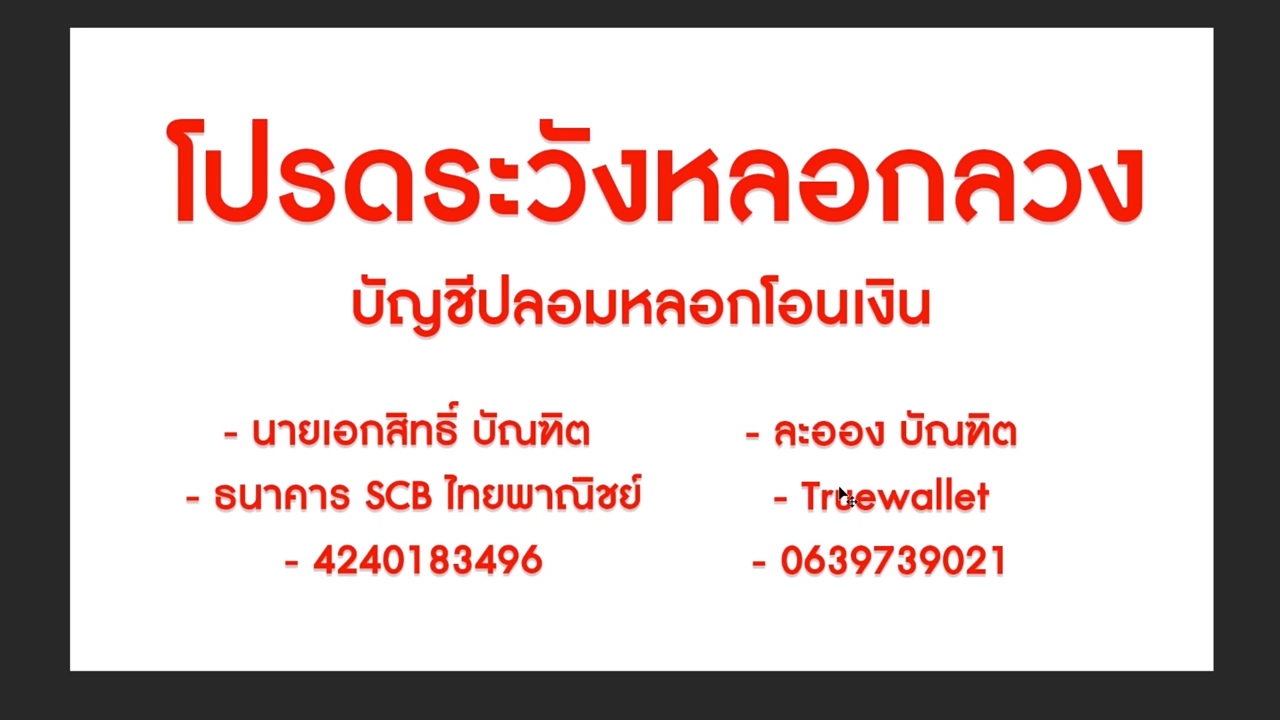 โปรดระวังหลอกลวง
บัญชีปลอมหลอกโอนเงิน
- นายเอกสิทธิ์ บัณฑิต
- ธนาคาร SCB ไทยพาณิชย์
- 4240183496
- ละออง บัณฑิต
- Truewallet
- 0639739021